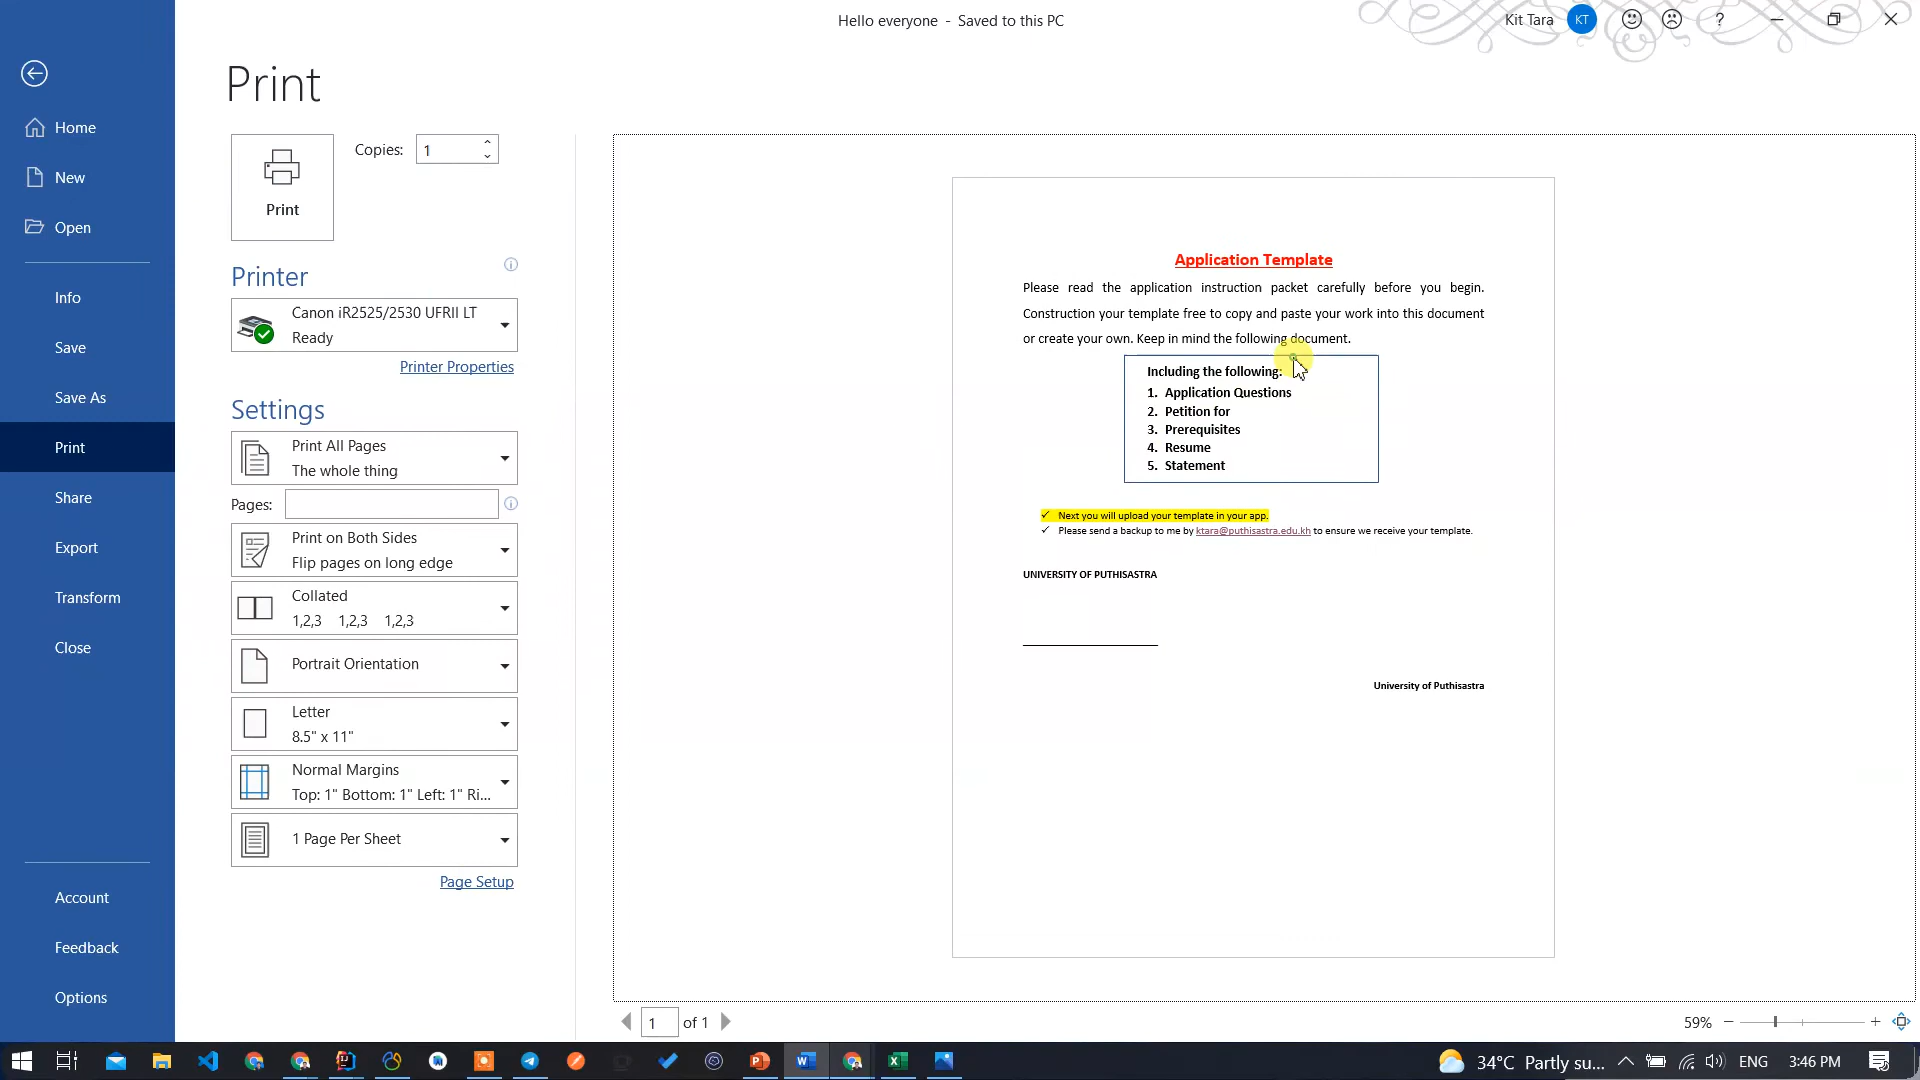 Hello everyone - Saved to this PC
Kit Tara
KT
?
Print
Home
New
Open
Info
Save
Save As
Print
Share
Export
Transform
Close
Account
Feedback
Options
Print
Copies: 1
Printer
Canon iR2525/2530 UFRII LT
Ready
Printer Properties
Settings
Print All Pages
The whole thing
Pages:
Print on Both Sides
Flip pages on long edge
Collated
1,2,3 1,2,3 1,2,3
Portrait Orientation
Letter
8.5" x 11"
Normal Margins
Top: 1" Bottom: 1" Left: 1" Ri...
1 Page Per Sheet
Page Setup
Application Template
Please read the application instruction packet carefully before you begin.
Construction your template free to copy and paste your work into this document
or create your own. Keep in mind the following document.
Including the following:
1. Application Questions
2. Petition for
3. Prerequisites
4. Resume
5. Statement
✓ Next you will upload your template in your app.
✓ Please send a backup to me by ktara@puthisastra.edu.kh to ensure we receive your template.
UNIVERSITY OF PUTHISASTRA
University of Puthisastra
1 of 1
59%
34°C Partly su...
ENG
3:46 PM